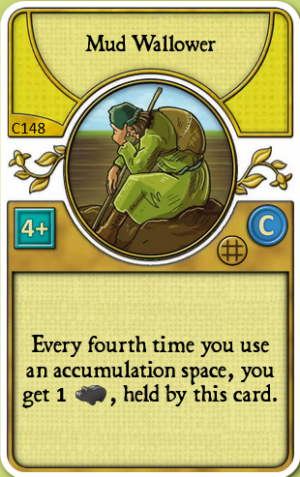 Mud Wallower
C148
4+
C
Every fourth time you use
an accumulation space, you
get 1 , held by this card.